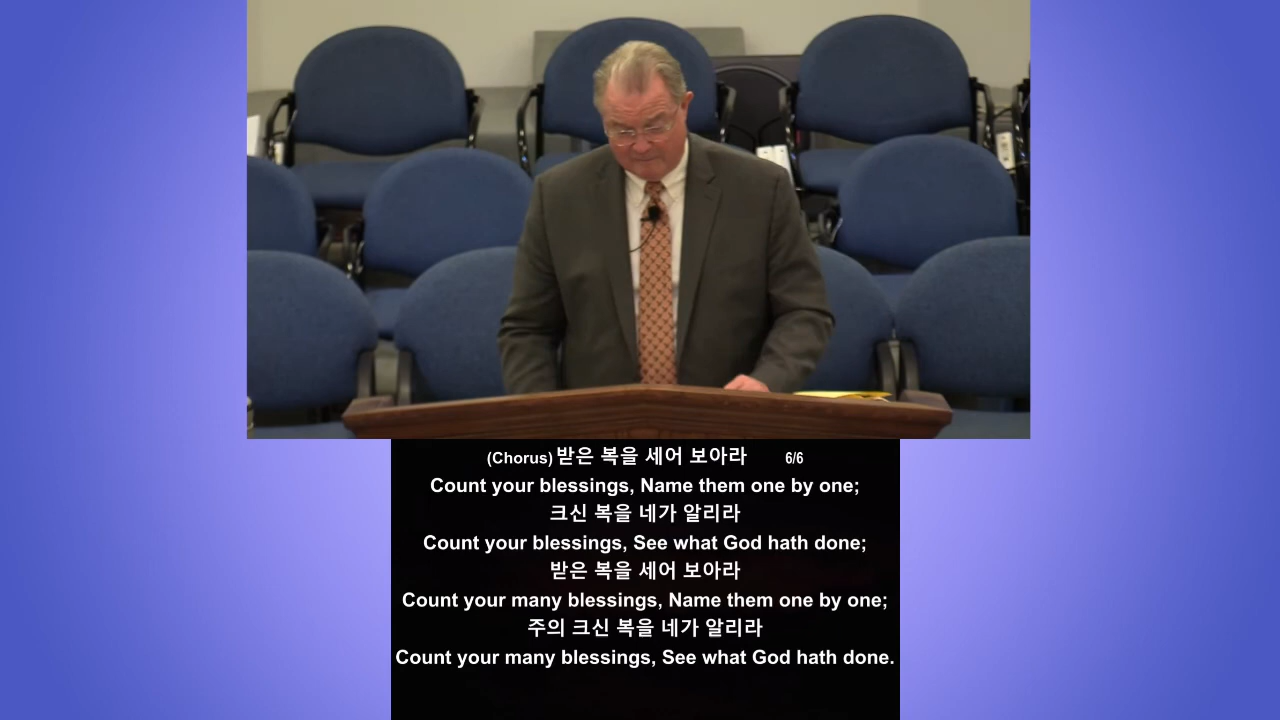 (Chorus) 받은 복을 세어 보아라 6/6
Count your blessings, Name them one by one;
크신 복을 네가 알리라
Count your blessings, See what God hath done;
받은 복을 세어 보아라
Count your many blessings, Name them one by one;
주의 크신 복을 네가 알리라
Count your many blessings, See what God hath done.